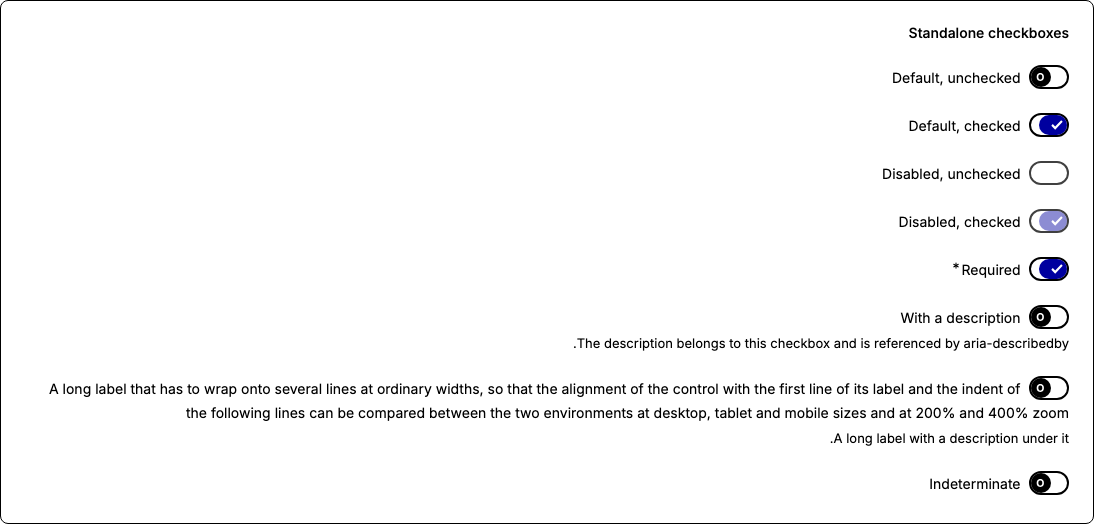 Standalone checkboxes
Default, unchecked
Default, checked
Disabled, unchecked
Disabled, checked
*Required
With a description
.The description belongs to this checkbox and is referenced by aria-describedby
A long label that has to wrap onto several lines at ordinary widths, so that the alignment of the control with the first line of its label and the indent of
the following lines can be compared between the two environments at desktop, tablet and mobile sizes and at 200% and 400% zoom
.A long label with a description under it
Indeterminate